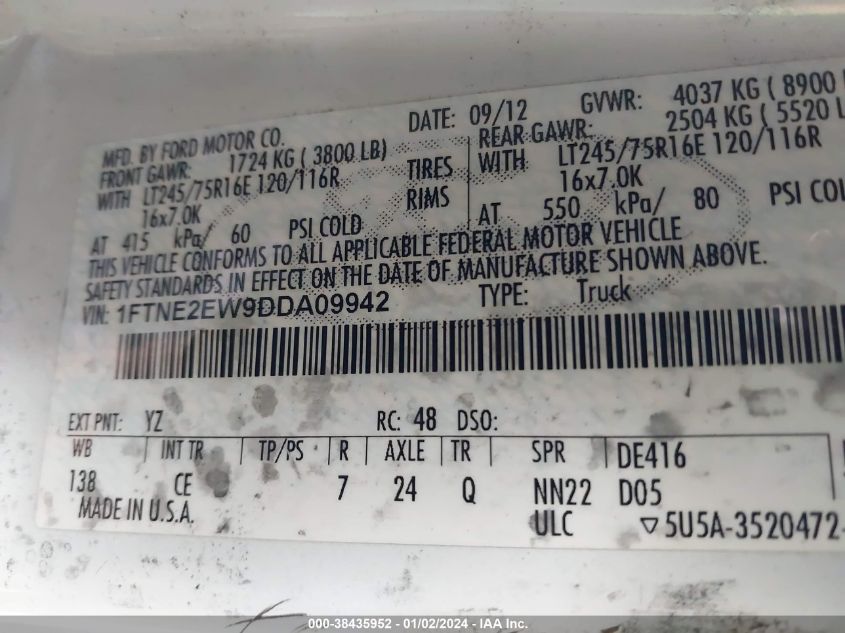 MFD. BY FORD MOTOR CO.
DATE: 09/12
GVWR: 4037 KG ( 8900
FRONT GAWR: 1724 KG ( 3800 LB)
REAR GAWR: 2504 KG ( 5520 L
WITH LT245/75R16E 120/116R
TIRES
WITH LT245/75R16E 120/116R
16x7.0K
RIMS
16x7.0K
AT 415 kPa/ 60 PSI COLD
AT 550 kPa/ 80 PSI COL
THIS VEHICLE CONFORMS TO ALL APPLICABLE FEDERAL MOTOR VEHICLE
SAFETY STANDARDS IN EFFECT ON THE DATE OF MANUFACTURE SHOWN ABOVE.
VIN: 1FTNE2EW9DDA09942
TYPE: Truck
EXT PNT: YZ RC: 48 DSO:
WB INT TR TP/PS R AXLE TR SPR DE416
138 CE 7 24 Q NN22 D05
MADE IN U.S.A. ULC 5U5A-3520472-
000-38435952 - 01/02/2024 - IAA Inc.